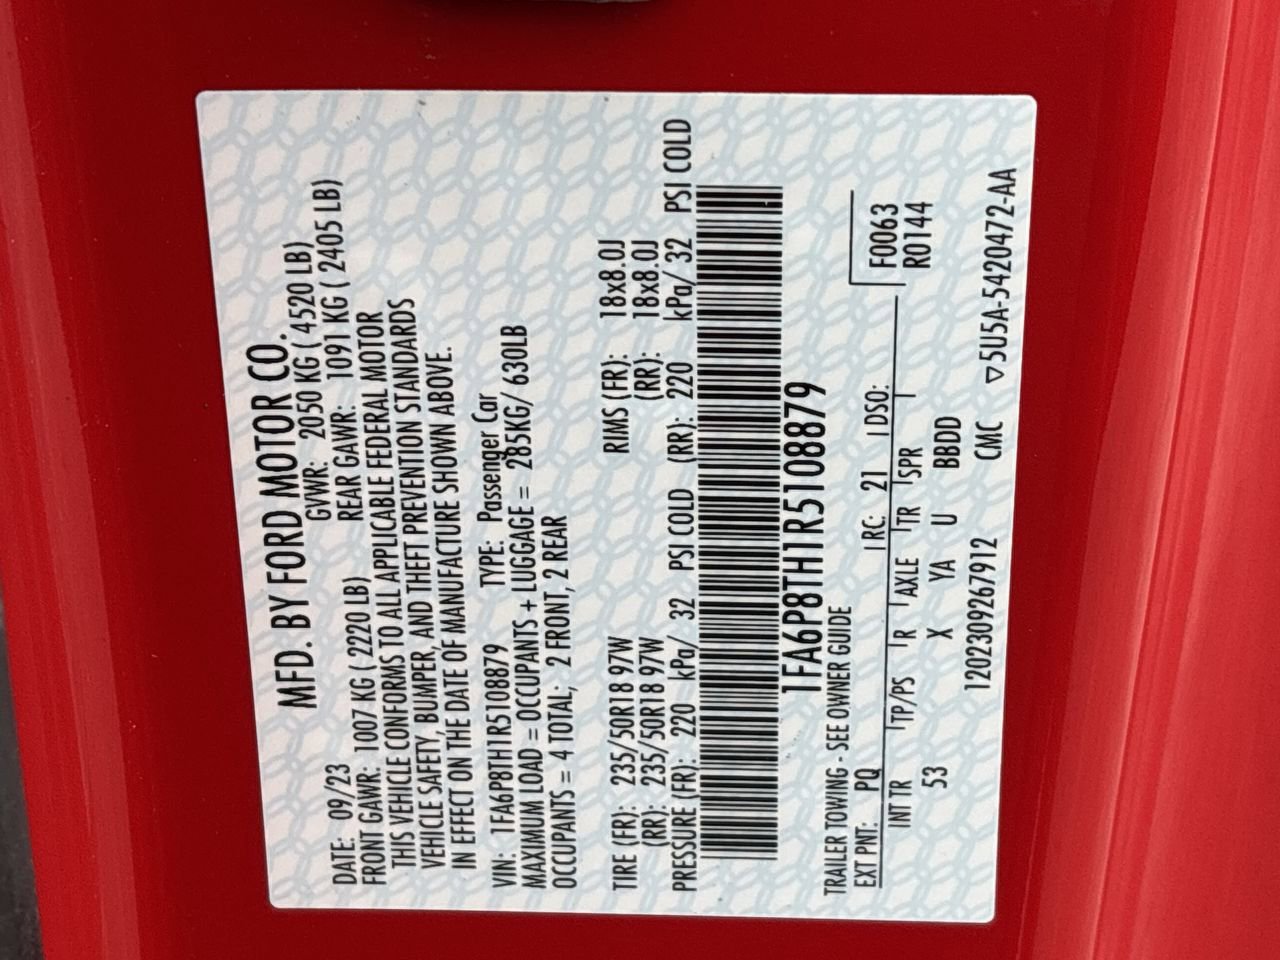 MFD. BY FORD MOTOR CO.
DATE: 09/23 GVWR: 2050 KG ( 4520 LB)
FRONT GAWR: 1007 KG ( 2220 LB) REAR GAWR: 1091 KG ( 2405 LB)
THIS VEHICLE CONFORMS TO ALL APPLICABLE FEDERAL MOTOR
VEHICLE SAFETY, BUMPER, AND THEFT PREVENTION STANDARDS
IN EFFECT ON THE DATE OF MANUFACTURE SHOWN ABOVE.
VIN: 1FA6P8TH1R5108879 TYPE: Passenger Car
MAXIMUM LOAD = OCCUPANTS + LUGGAGE = 285KG/ 630LB
OCCUPANTS = 4 TOTAL; 2 FRONT, 2 REAR
TIRE (FR): 235/50R18 97W RIMS (FR): 18x8.0J
(RR): 235/50R18 97W (RR): 18x8.0J
PRESSURE (FR): 220 kPa/ 32 PSI COLD (RR): 220 kPa/ 32 PSI COLD
1FA6P8TH1R5108879
TRAILER TOWING - SEE OWNER GUIDE
EXT PNT: PQ RC: 21 DSO: F0063
INT TR TP/PS R AXLE TR SPR R0144
53 X YA U BBDD
1202309267912 CMC ▽5U5A-5420472-AA